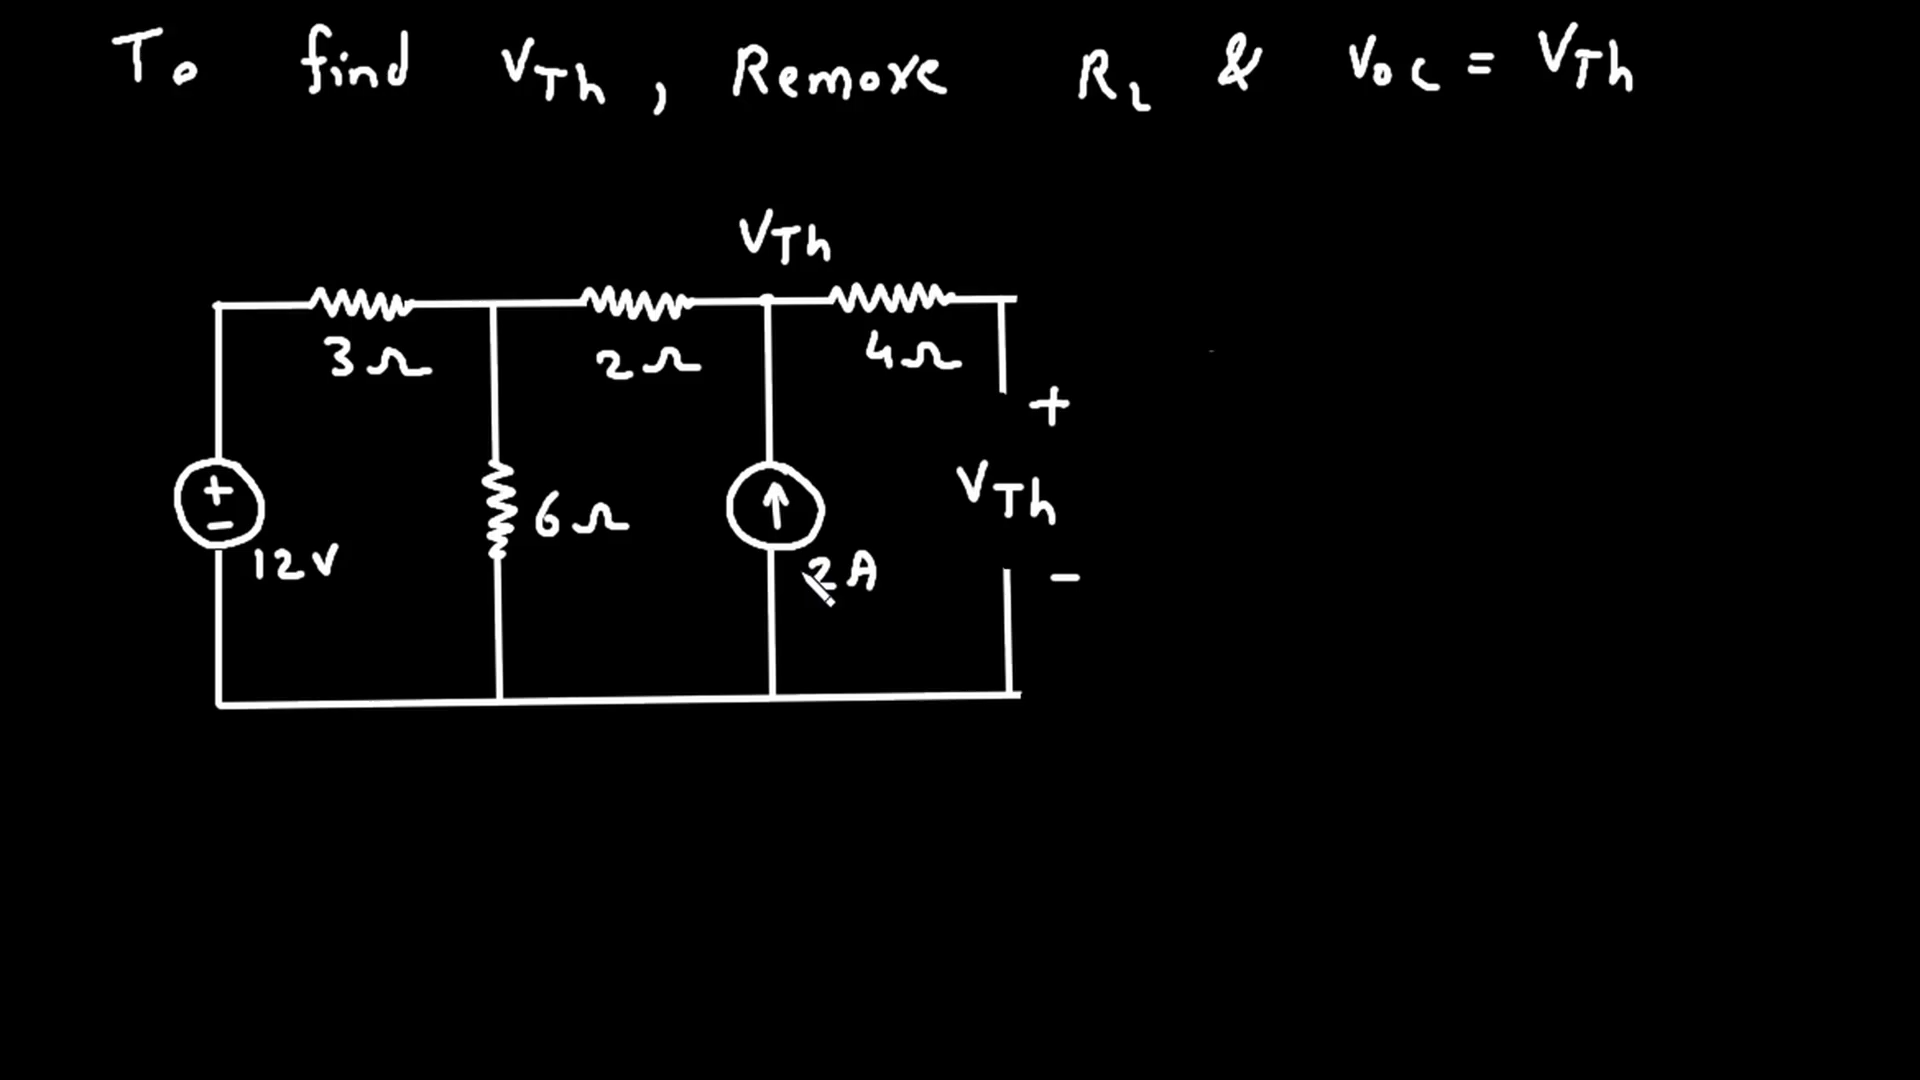 To find VTh, Remove RL & VOC = VTh
VTh
3Ω 2Ω 4Ω
+
+
-
12V
6Ω
2A
VTh
-